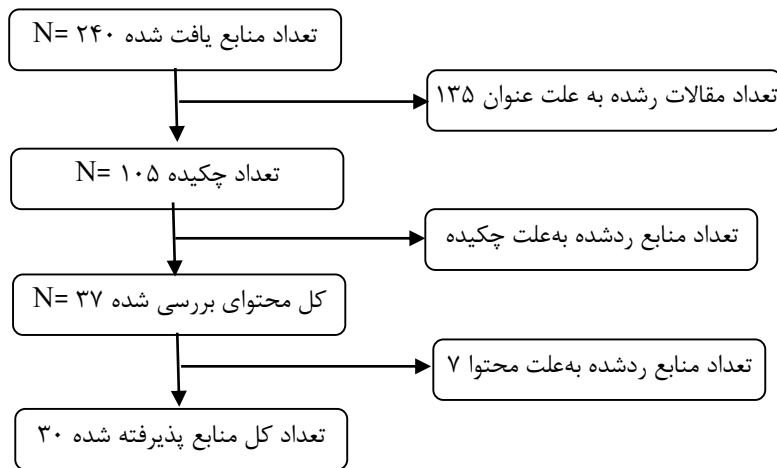 تعداد منابع یافت شده ۲۴۰ =N
تعداد مقالات رشده به علت عنوان ۱۳۵
تعداد چکیده ۱۰۵ =N
تعداد منابع ردشده به‌علت چکیده
کل محتوای بررسی شده ۳۷ =N
تعداد منابع ردشده به‌علت محتوا ۷
تعداد کل منابع پذیرفته شده ۳۰